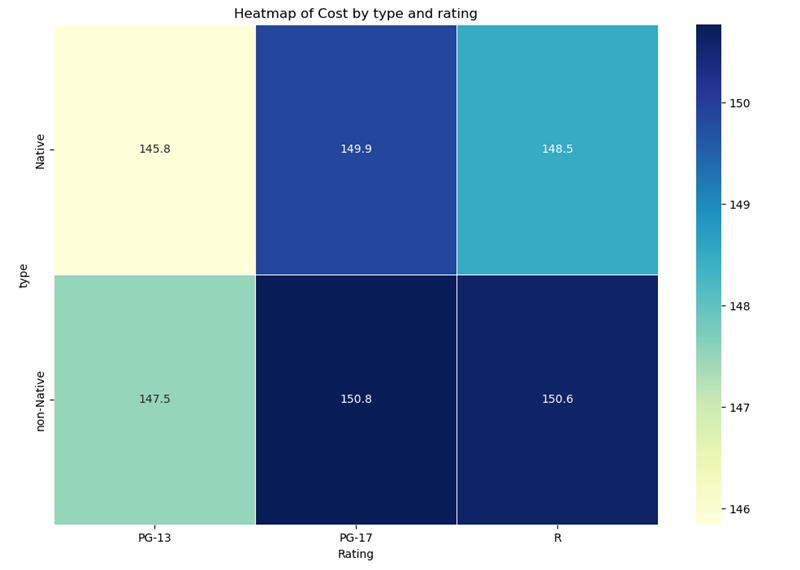 Heatmap of Cost by type and rating
Native
145.8
149.9
148.5
type
non-Native
147.5
150.8
150.6
PG-13
PG-17
R
Rating
150
149
148
147
146